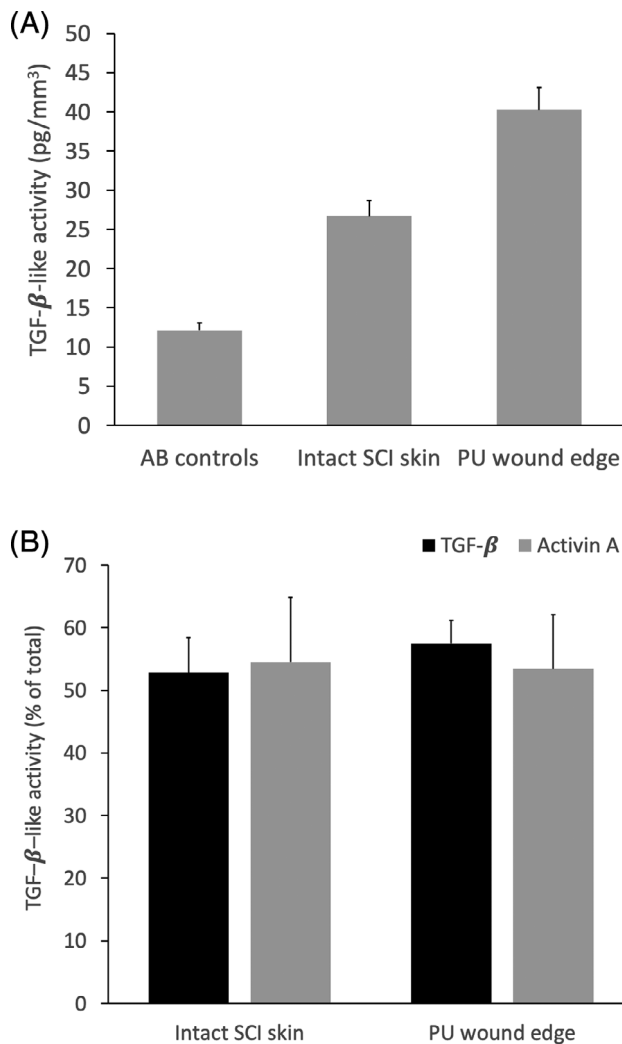 (A)
TGF-β-like activity (pg/mm³)
50
45
40
35
30
25
20
15
10
5
0
AB controls Intact SCI skin PU wound edge
(B)
TGF-β Activin A
TGF–β–like activity (% of total)
70
60
50
40
30
20
10
0
Intact SCI skin PU wound edge